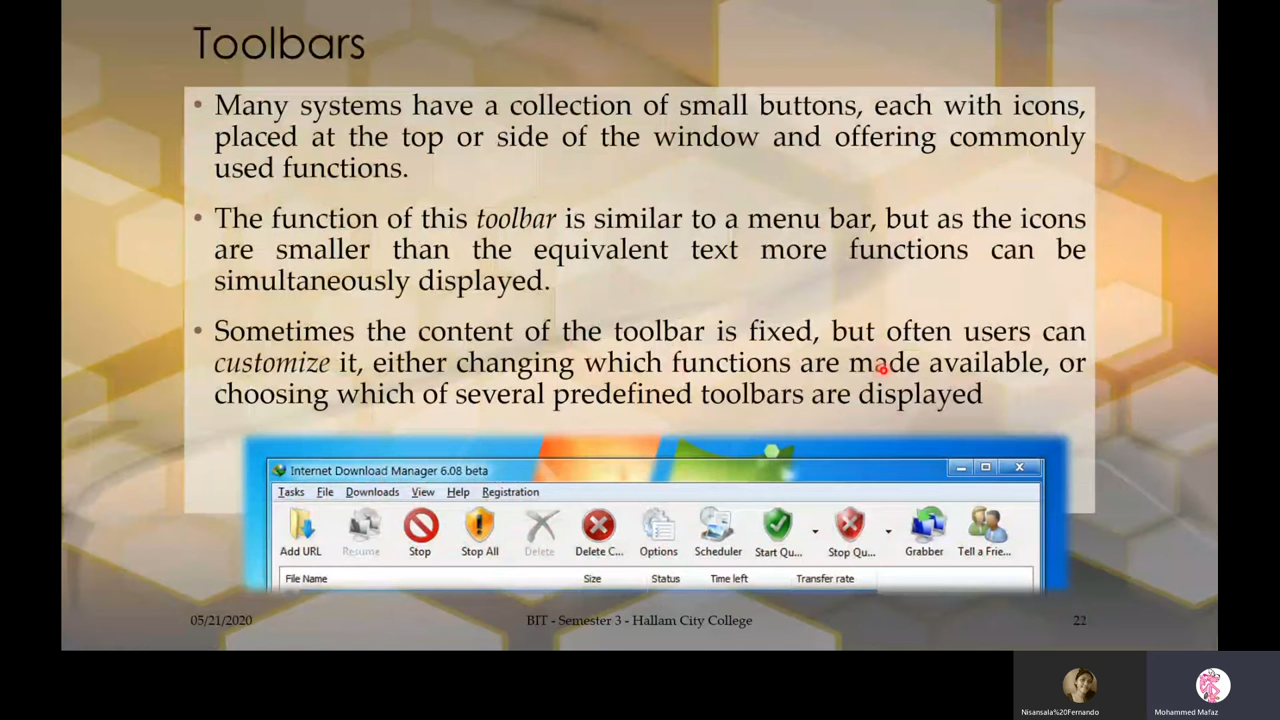 Toolbars
• Many systems have a collection of small buttons, each with icons,
placed at the top or side of the window and offering commonly
used functions.
• The function of this toolbar is similar to a menu bar, but as the icons
are smaller than the equivalent text more functions can be
simultaneously displayed.
• Sometimes the content of the toolbar is fixed, but often users can
customize it, either changing which functions are made available, or
choosing which of several predefined toolbars are displayed
Internet Download Manager 6.08 beta
Tasks File Downloads View Help Registration
Add URL Resume Stop Stop All Delete Delete C... Options Scheduler Start Qu... Stop Qu... Grabber Tell a Frie...
File Name Size Status Time left Transfer rate
05/21/2020 BIT - Semester 3 - Hallam City College 22
Nisansala%20Fernando Mohammed Mafaz